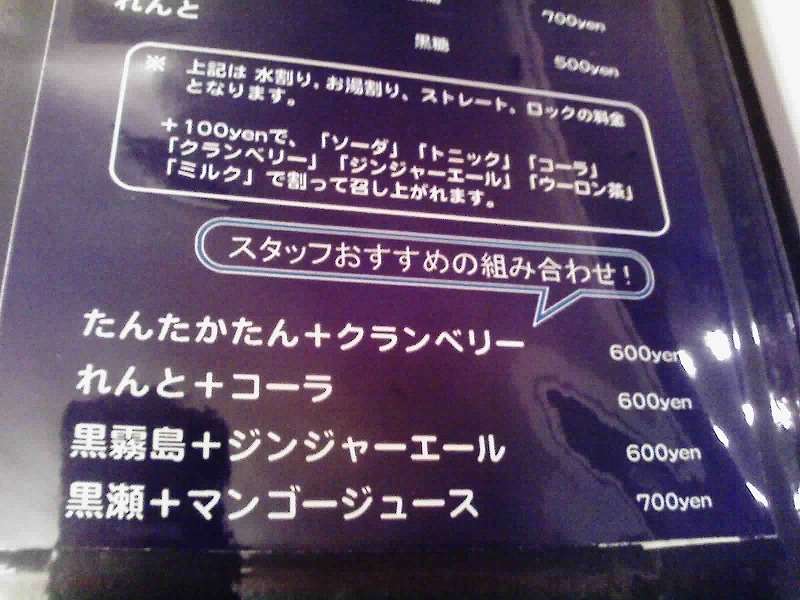 れんと
700yen
黒糖
500yen
※ 上記は 水割り、お湯割り、ストレート、ロックの料金
となります。
＋100yenで、「ソーダ」「トニック」「コーラ」
「クランベリー」「ジンジャーエール」「ウーロン茶」
「ミルク」で割って召し上がれます。
スタッフおすすめの組み合わせ！
たんたかたん＋クランベリー 600yen
れんと＋コーラ 600yen
黒霧島＋ジンジャーエール 600yen
黒瀬＋マンゴージュース 700yen